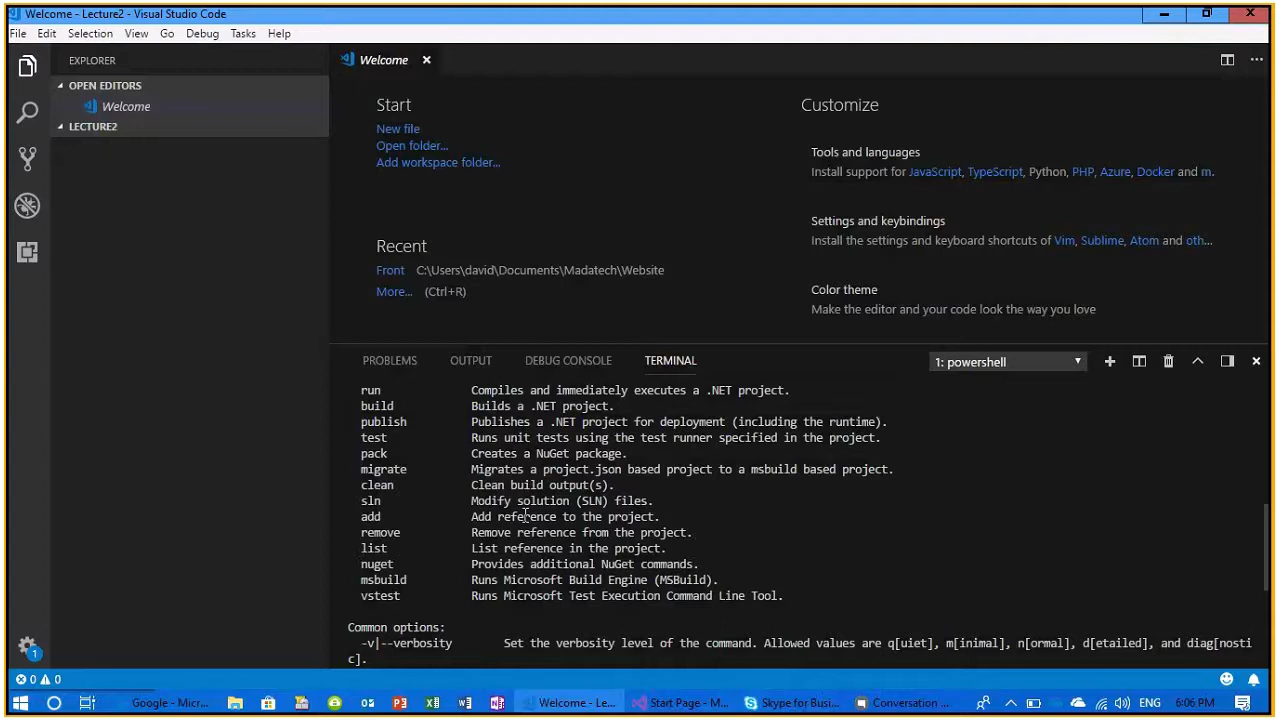 Welcome - Lecture2 - Visual Studio Code
File Edit Selection View Go Debug Tasks Help
EXPLORER
OPEN EDITORS
Welcome
LECTURE2
Welcome
Start
New file
Open folder...
Add workspace folder...
Recent
Front C:\Users\david\Documents\Madatech\Website
More... (Ctrl+R)
Customize
Tools and languages
Install support for JavaScript, TypeScript, Python, PHP, Azure, Docker and m.
Settings and keybindings
Install the settings and keyboard shortcuts of Vim, Sublime, Atom and oth...
Color theme
Make the editor and your code look the way you love
PROBLEMS OUTPUT DEBUG CONSOLE TERMINAL 1: powershell
run Compiles and immediately executes a .NET project.
build Builds a .NET project.
publish Publishes a .NET project for deployment (including the runtime).
test Runs unit tests using the test runner specified in the project.
pack Creates a NuGet package.
migrate Migrates a project.json based project to a msbuild based project.
clean Clean build output(s).
sln Modify solution (SLN) files.
add Add reference to the project.
remove Remove reference from the project.
list List reference in the project.
nuget Provides additional NuGet commands.
msbuild Runs Microsoft Build Engine (MSBuild).
vstest Runs Microsoft Test Execution Command Line Tool.
Common options:
-v|--verbosity Set the verbosity level of the command. Allowed values are q[uiet], m[inimal], n[ormal], d[etailed], and diag[nosti
c].
1
0 0
Google - Micr... Welcome - Le... Start Page - M... Skype for Busi... Conversation ... ENG 6:06 PM